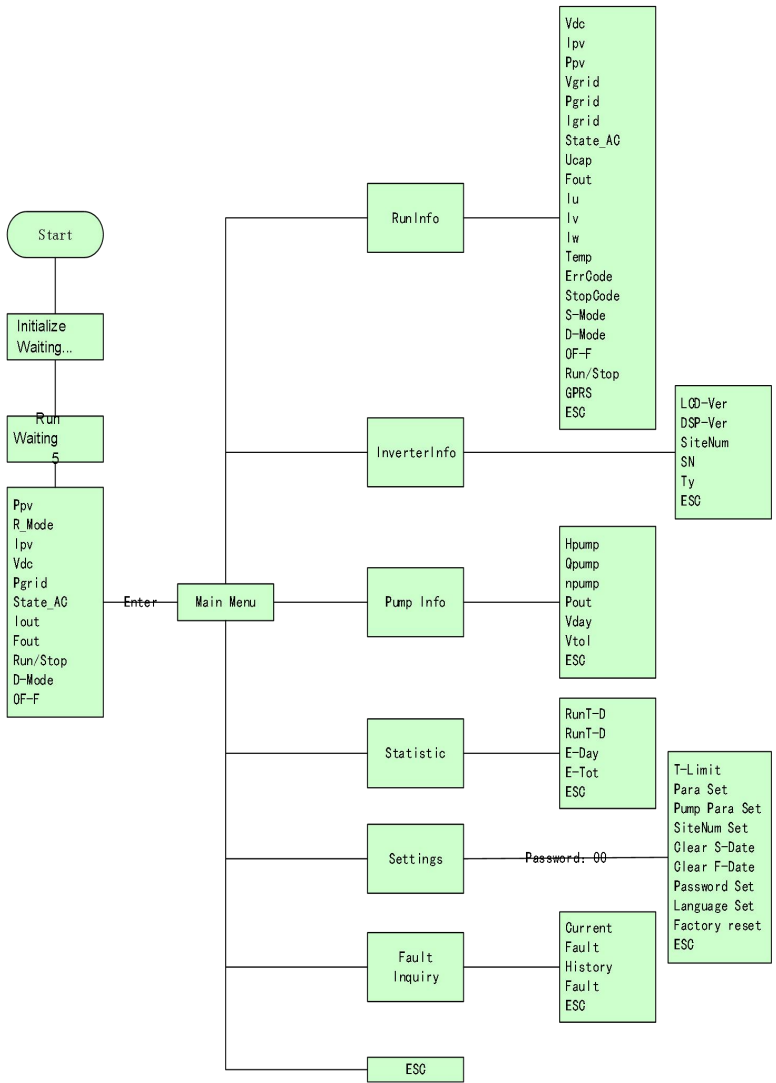 Start
Initialize
Waiting...
Run
Waiting
5
Ppv
R_Mode
Ipv
Vdc
Pgrid
State_AC
Iout
Fout
Run/Stop
D-Mode
OF-F
Enter
Main Menu
RunInfo
Vdc
Ipv
Ppv
Vgrid
Pgrid
Igrid
State_AC
Ucap
Fout
Iu
Iv
Iw
Temp
ErrCode
StopCode
S-Mode
D-Mode
OF-F
Run/Stop
GPRS
ESC
InverterInfo
LCD-Ver
DSP-Ver
SiteNum
SN
Ty
ESC
Pump Info
Hpump
Qpump
npump
Pout
Vday
Vtol
ESC
Statistic
RunT-D
RunT-D
E-Day
E-Tot
ESC
Settings
Password: 00
T-Limit
Para Set
Pump Para Set
SiteNum Set
Clear S-Date
Clear F-Date
Password Set
Language Set
Factory reset
ESC
Fault
Inquiry
Current
Fault
History
Fault
ESC
ESC